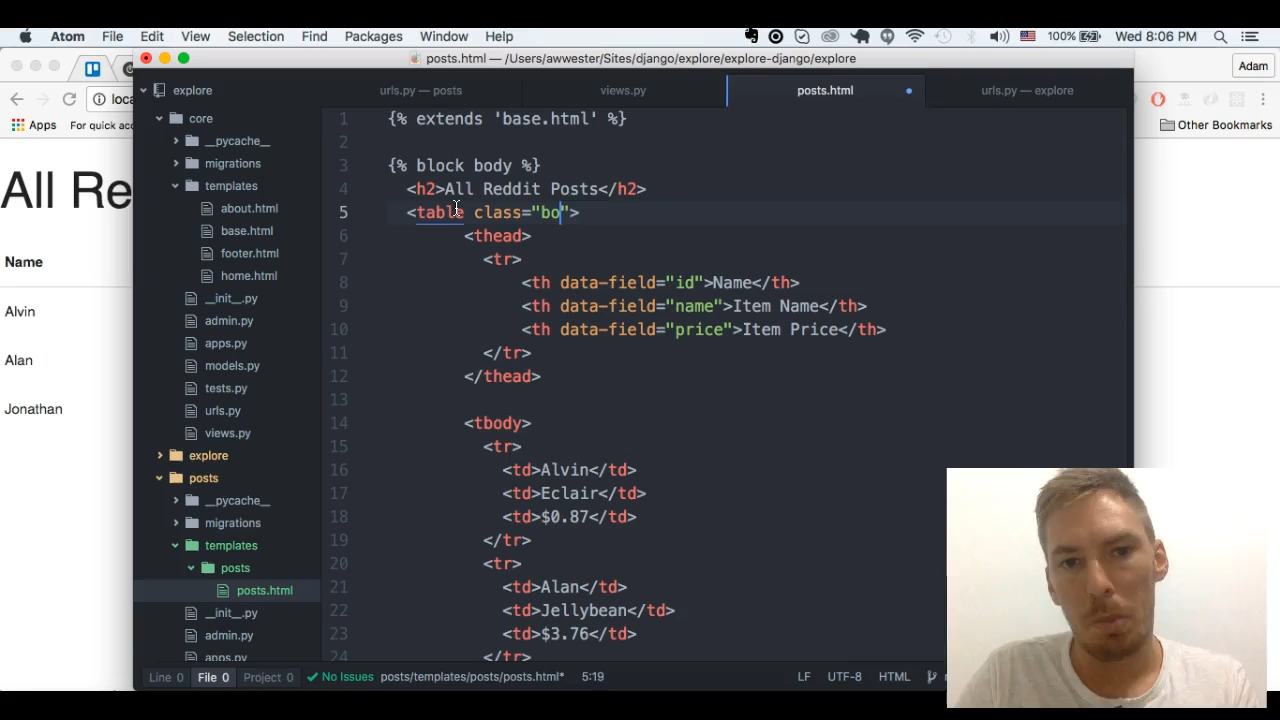 Atom File Edit View Selection Find Packages Window Help 100% Wed 8:06 PM
posts.html — /Users/awwester/Sites/django/explore/explore-django/explore
Adam
loca
Apps For quick acc
Other Bookmarks
All Re
Name
Alvin
Alan
Jonathan
explore
core
__pycache__
migrations
templates
about.html
base.html
footer.html
home.html
__init__.py
admin.py
apps.py
models.py
tests.py
urls.py
views.py
explore
posts
__pycache__
migrations
templates
posts
posts.html
__init__.py
admin.py
apps.py
urls.py — posts views.py posts.html urls.py — explore
1 {% extends 'base.html' %}
2
3 {% block body %}
4 <h2>All Reddit Posts</h2>
5 <table class="bo">
6 <thead>
7 <tr>
8 <th data-field="id">Name</th>
9 <th data-field="name">Item Name</th>
10 <th data-field="price">Item Price</th>
11 </tr>
12 </thead>
13
14 <tbody>
15 <tr>
16 <td>Alvin</td>
17 <td>Eclair</td>
18 <td>$0.87</td>
19 </tr>
20 <tr>
21 <td>Alan</td>
22 <td>Jellybean</td>
23 <td>$3.76</td>
24 </tr>
Line 0 File 0 Project 0 No Issues posts/templates/posts/posts.html* 5:19 LF UTF-8 HTML